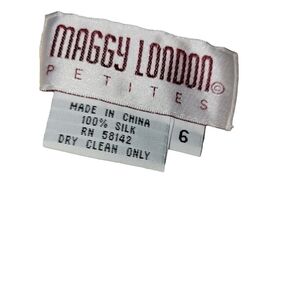 MAGGY LONDON©
PETITES
MADE IN CHINA
100% SILK
RN 58142
DRY CLEAN ONLY
6